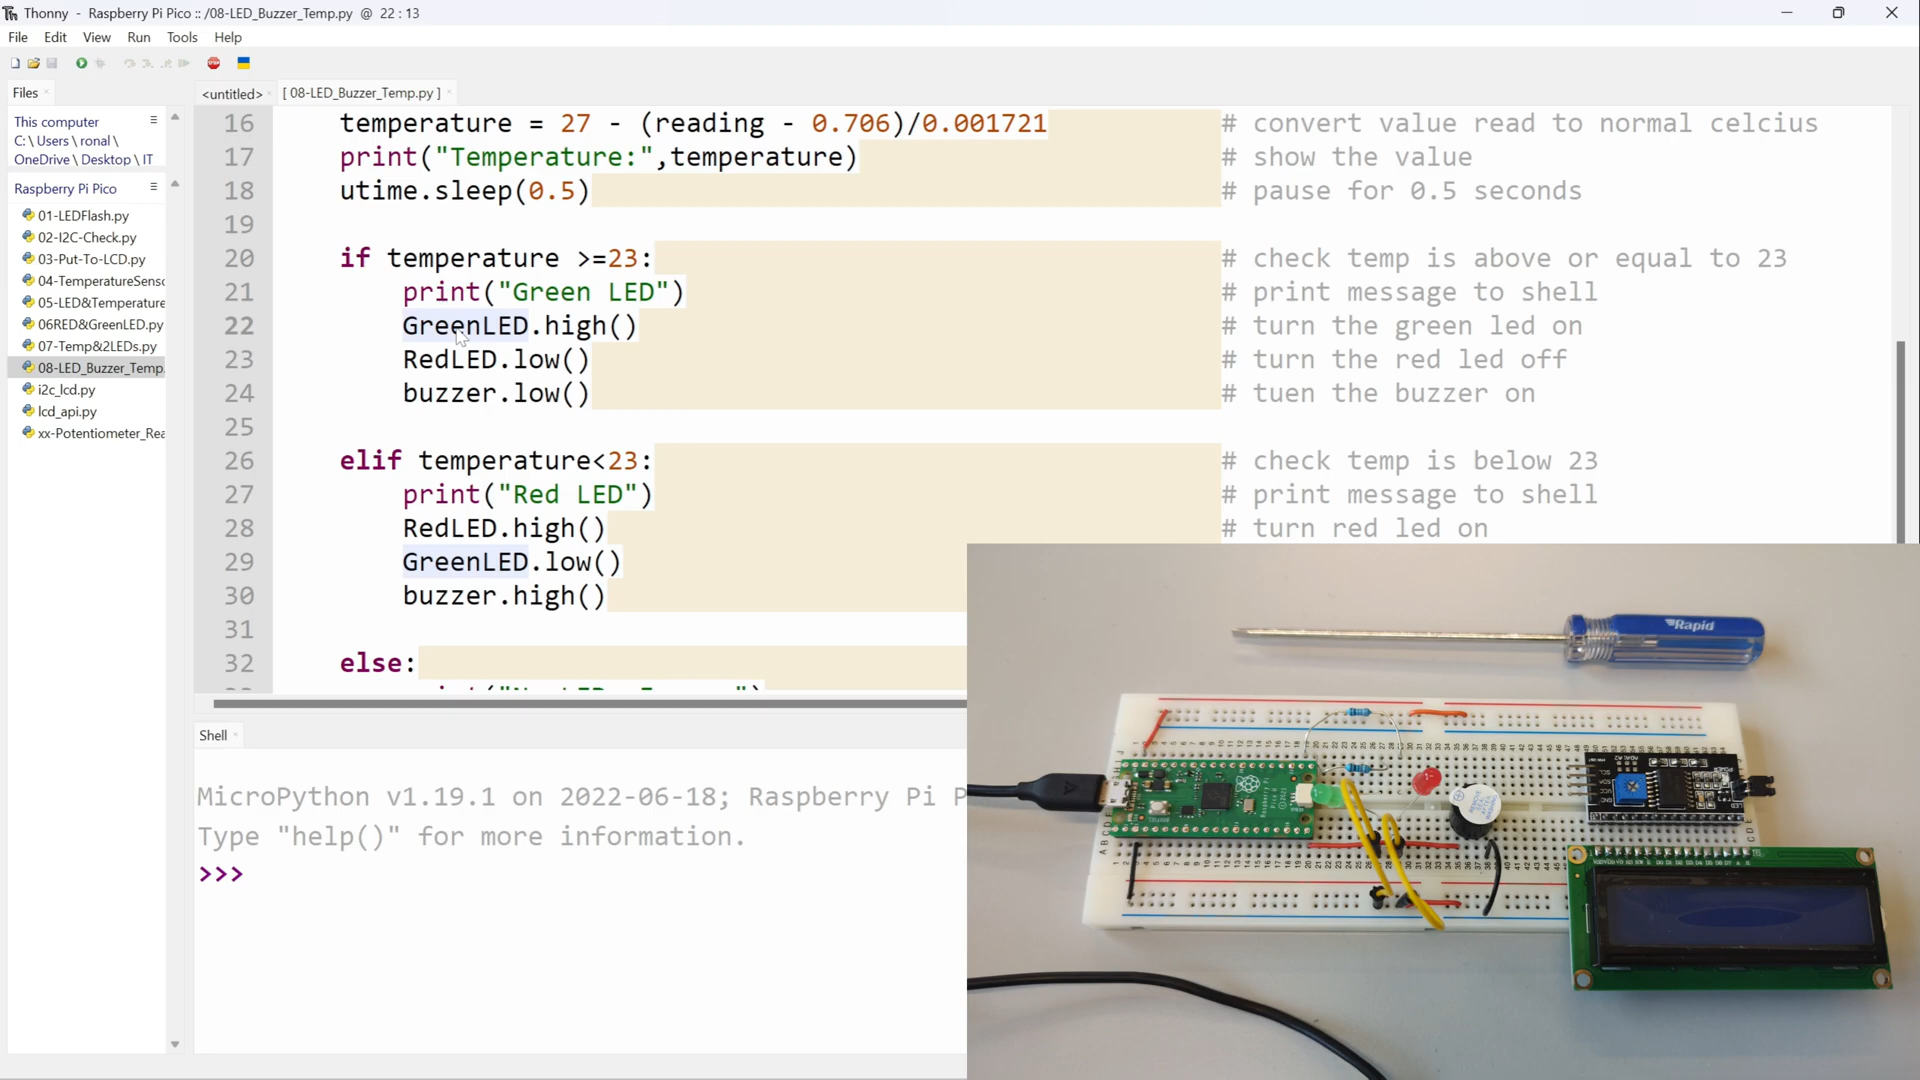 Thonny - Raspberry Pi Pico :: /08-LED_Buzzer_Temp.py @ 22 : 13
File Edit View Run Tools Help
Files
<untitled> [ 08-LED_Buzzer_Temp.py ]
This computer
C: \ Users \ ronal \
OneDrive \ Desktop \ IT
Raspberry Pi Pico
01-LEDFlash.py
02-I2C-Check.py
03-Put-To-LCD.py
04-TemperatureSenso
05-LED&Temperature
06RED&GreenLED.py
07-Temp&2LEDs.py
08-LED_Buzzer_Temp.
i2c_lcd.py
lcd_api.py
xx-Potentiometer_Rea
16 temperature = 27 - (reading - 0.706)/0.001721 # convert value read to normal celcius
17 print("Temperature:",temperature) # show the value
18 utime.sleep(0.5) # pause for 0.5 seconds
19
20 if temperature >=23: # check temp is above or equal to 23
21 print("Green LED") # print message to shell
22 GreenLED.high() # turn the green led on
23 RedLED.low() # turn the red led off
24 buzzer.low() # tuen the buzzer on
25
26 elif temperature<23: # check temp is below 23
27 print("Red LED") # print message to shell
28 RedLED.high() # turn red led on
29 GreenLED.low()
30 buzzer.high()
31
32 else:
Shell
MicroPython v1.19.1 on 2022-06-18; Raspberry Pi P
Type "help()" for more information.
>>>
Rapid